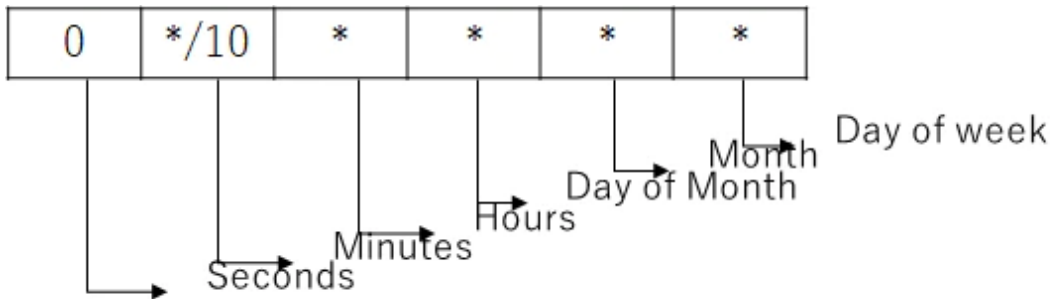 0 */10 * * * *
Day of week
Month
Day of Month
Hours
Minutes
Seconds